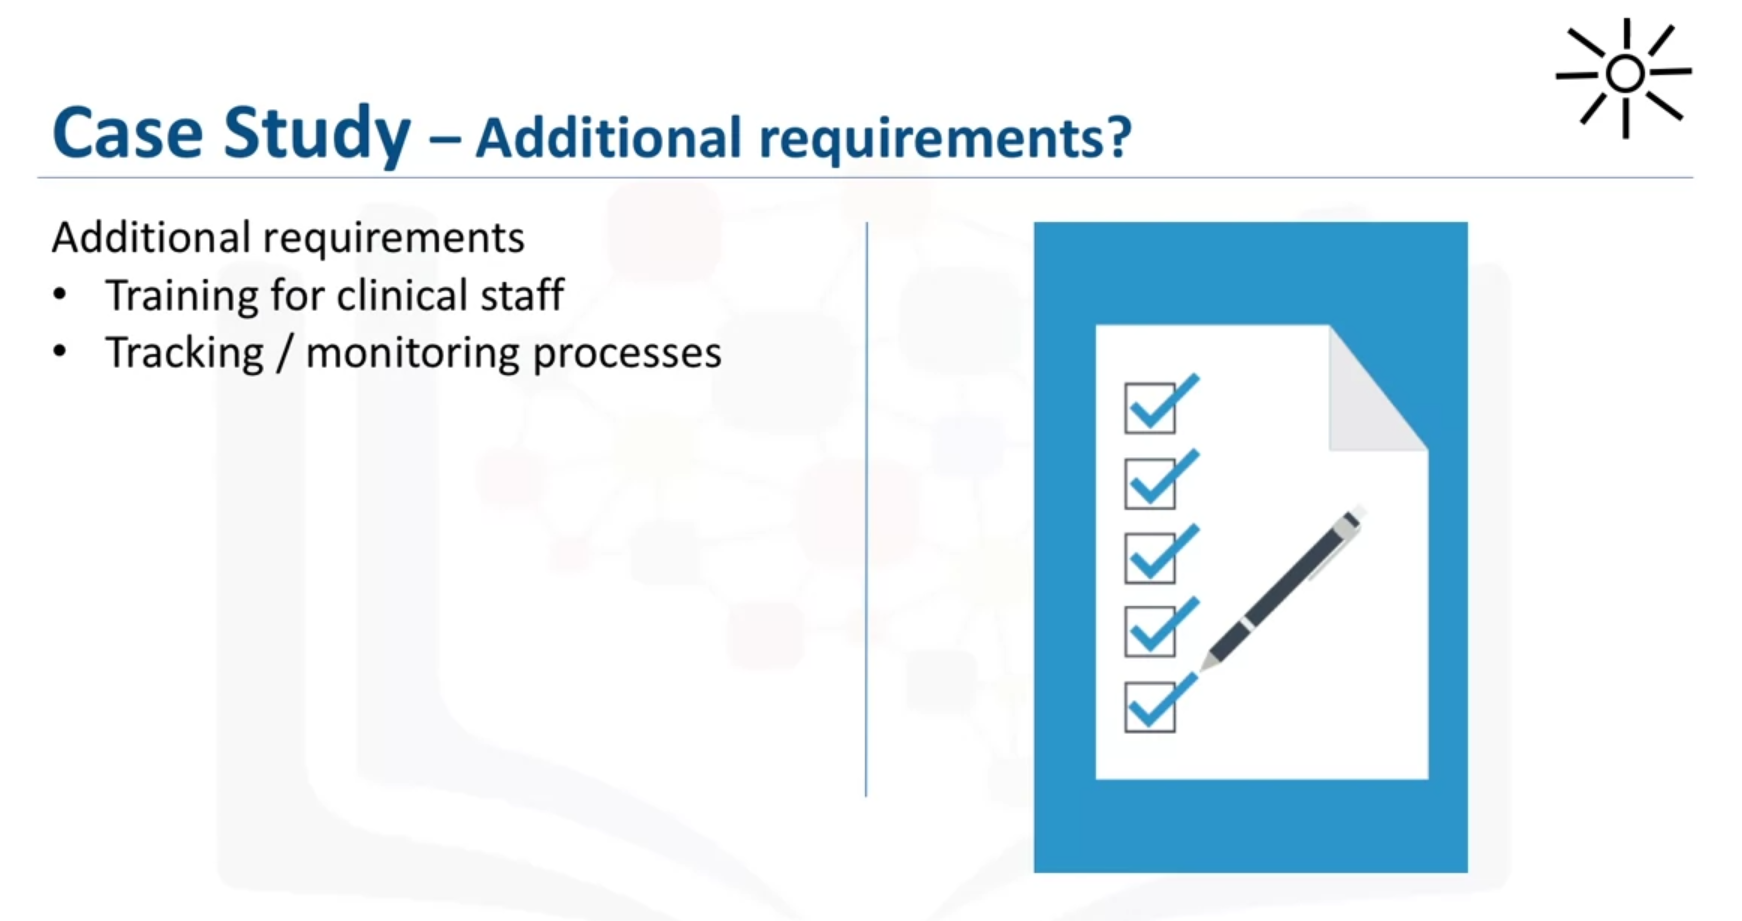 Case Study – Additional requirements?
Additional requirements
• Training for clinical staff
• Tracking / monitoring processes